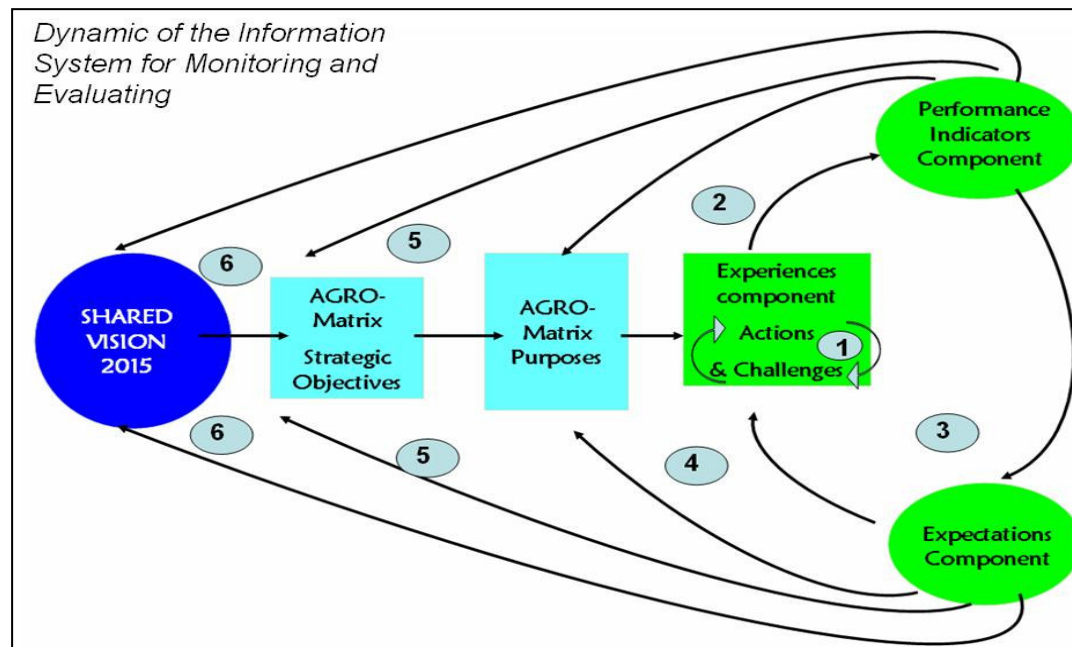 Dynamic of the Information
System for Monitoring and
Evaluating
Performance
Indicators
Component
2
5
6
SHARED
VISION
2015
AGRO-
Matrix
Strategic
Objectives
AGRO-
Matrix
Purposes
Experiences
component
Actions
1
& Challenges
6
5
4
3
Expectations
Component